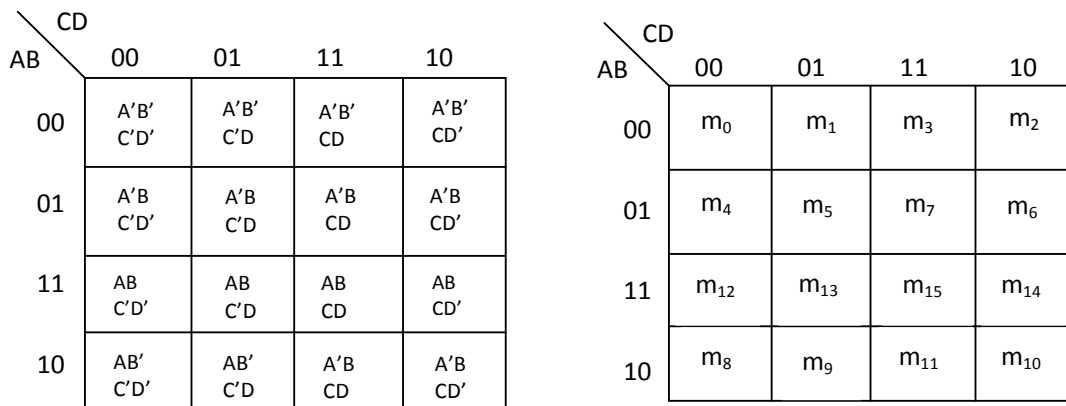 CD
AB 00 01 11 10
00 A'B' A'B' A'B' A'B'
C'D' C'D CD CD'
01 A'B A'B A'B A'B
C'D' C'D CD CD'
11 AB AB AB AB
C'D' C'D CD CD'
10 AB' AB' A'B A'B
C'D' C'D CD CD'
CD
AB 00 01 11 10
00 m₀ m₁ m₃ m₂
01 m₄ m₅ m₇ m₆
11 m₁₂ m₁₃ m₁₅ m₁₄
10 m₈ m₉ m₁₁ m₁₀